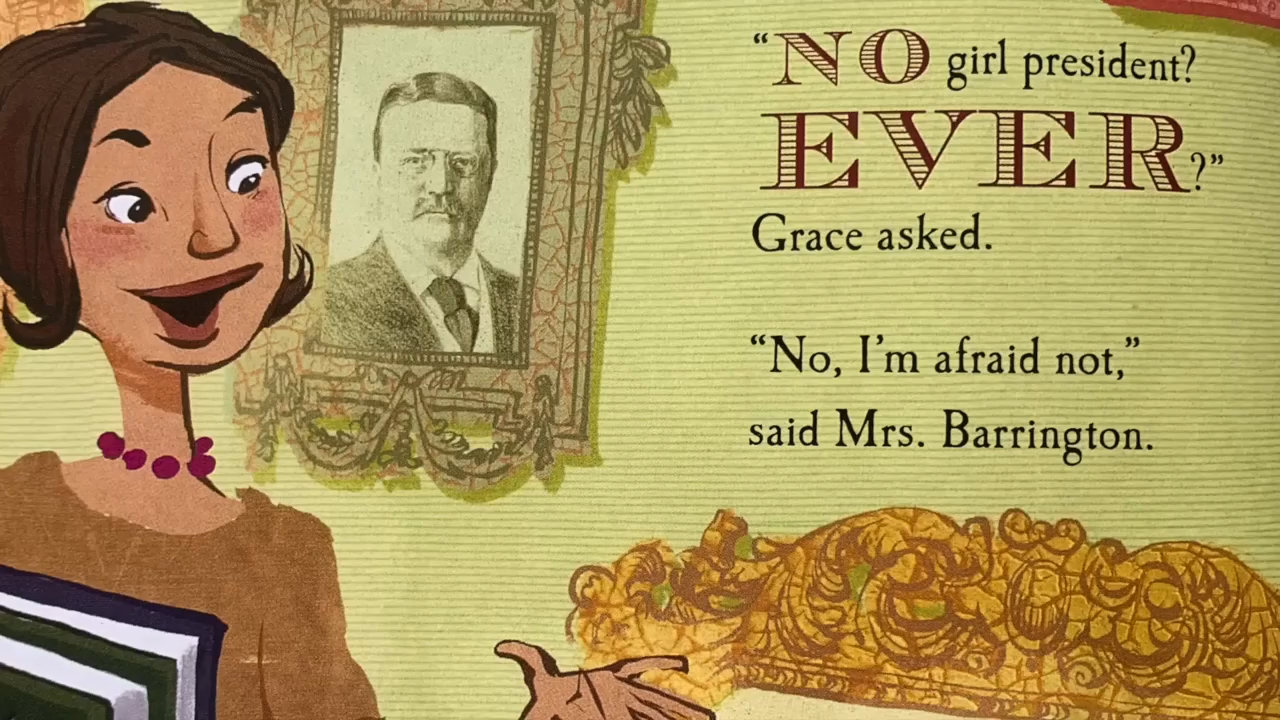 “NO girl president?
EVER?”
Grace asked.
“No, I’m afraid not,”
said Mrs. Barrington.